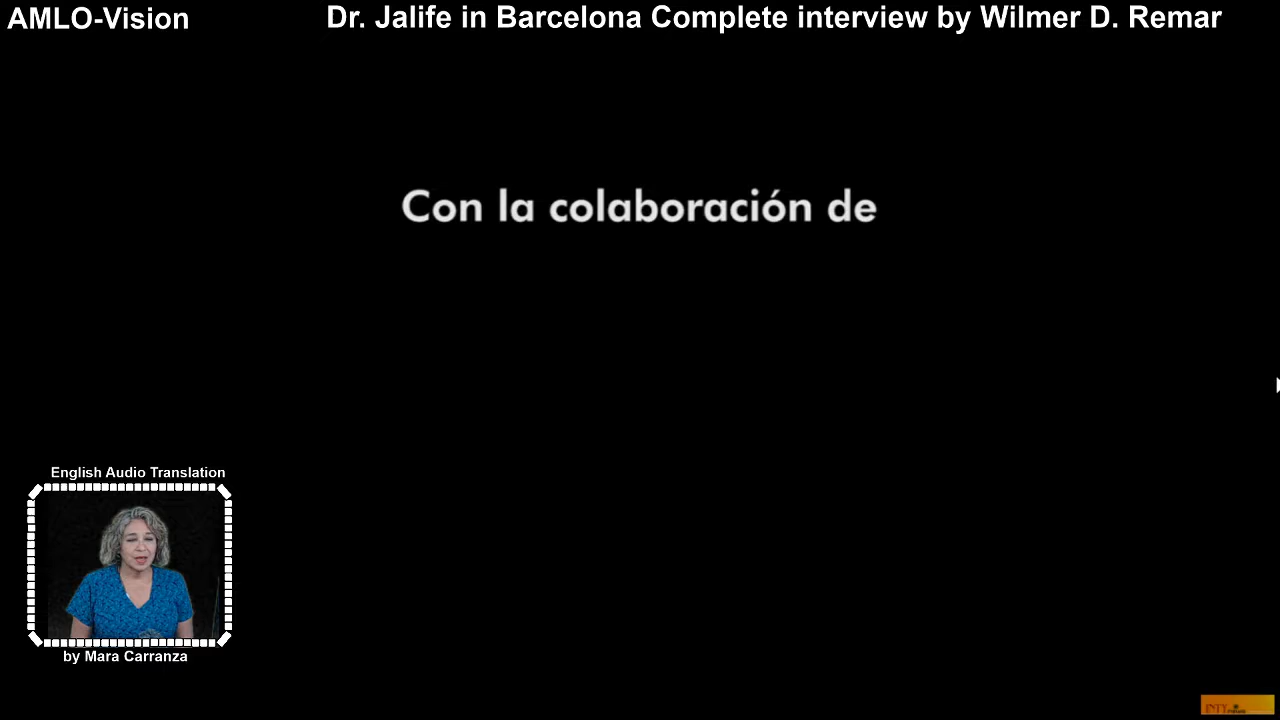 AMLO-Vision
Dr. Jalife in Barcelona Complete interview by Wilmer D. Remar
Con la colaboración de
English Audio Translation
by Mara Carranza